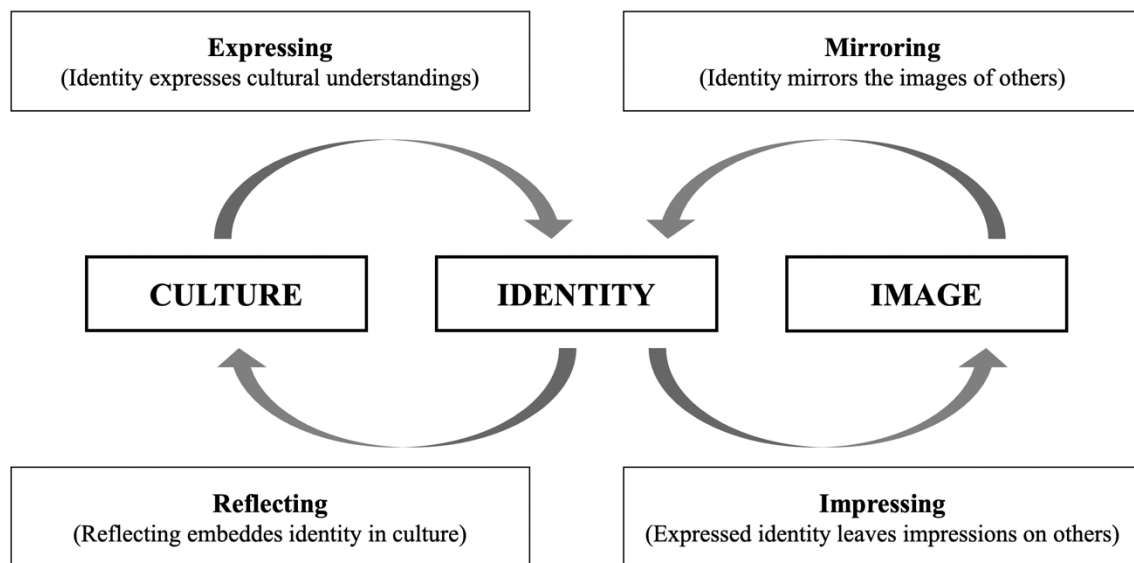 Expressing
(Identity expresses cultural understandings)
Mirroring
(Identity mirrors the images of others)
CULTURE
IDENTITY
IMAGE
Reflecting
(Reflecting embeddes identity in culture)
Impressing
(Expressed identity leaves impressions on others)